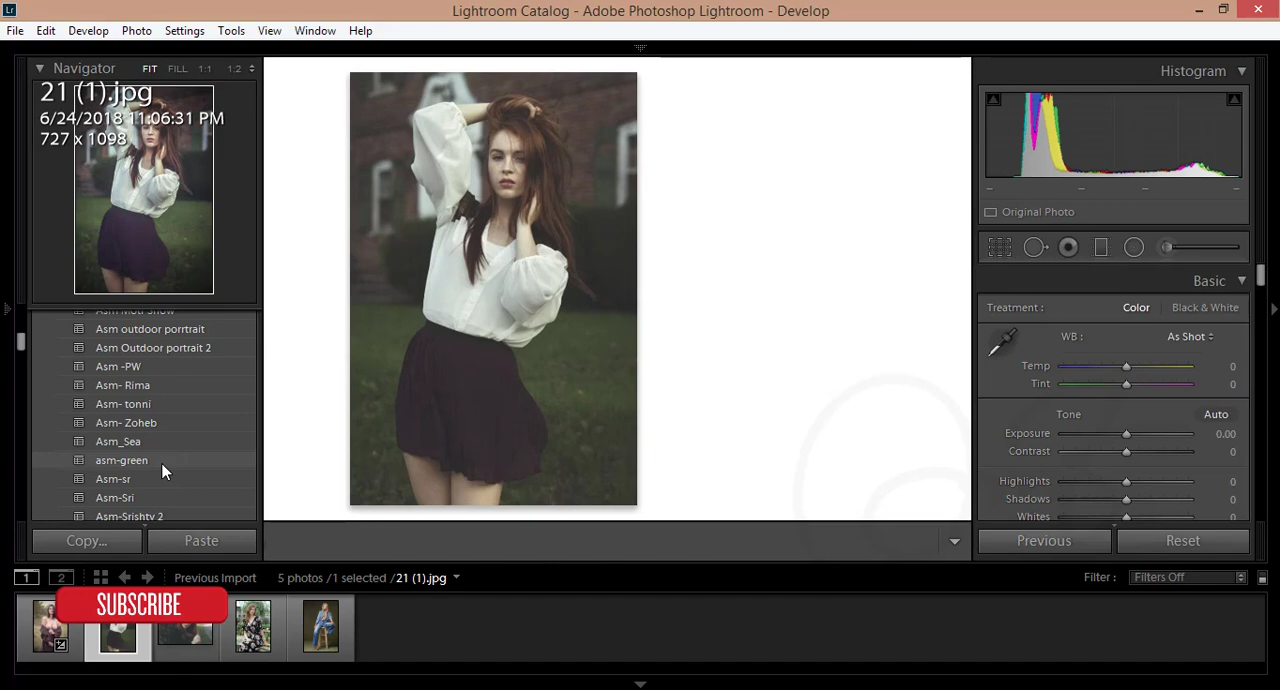 Lr
Lightroom Catalog - Adobe Photoshop Lightroom - Develop
File Edit Develop Photo Settings Tools View Window Help
Navigator FIT FILL 1:1 1:2
21 (1).jpg
6/24/2018 11:06:31 PM
727 x 1098
Asm outdoor porrtrait
Asm Outdoor portrait 2
Asm -PW
Asm- Rima
Asm- tonni
Asm- Zoheb
Asm_Sea
asm-green
Asm-sr
Asm-Sri
Asm-Srishty 2
Copy... Paste
Histogram
Original Photo
Basic
Treatment : Color Black & White
WB : As Shot
Temp 0
Tint 0
Tone Auto
Exposure 0.00
Contrast 0
Highlights 0
Shadows 0
Whites 0
Previous Reset
1 2 Previous Import 5 photos /1 selected /21 (1).jpg Filter : Filters Off
SUBSCRIBE